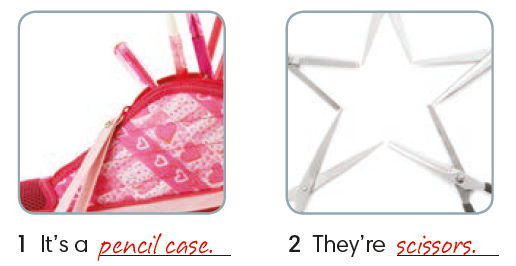 1 It's a pencil case.
2 They're scissors.